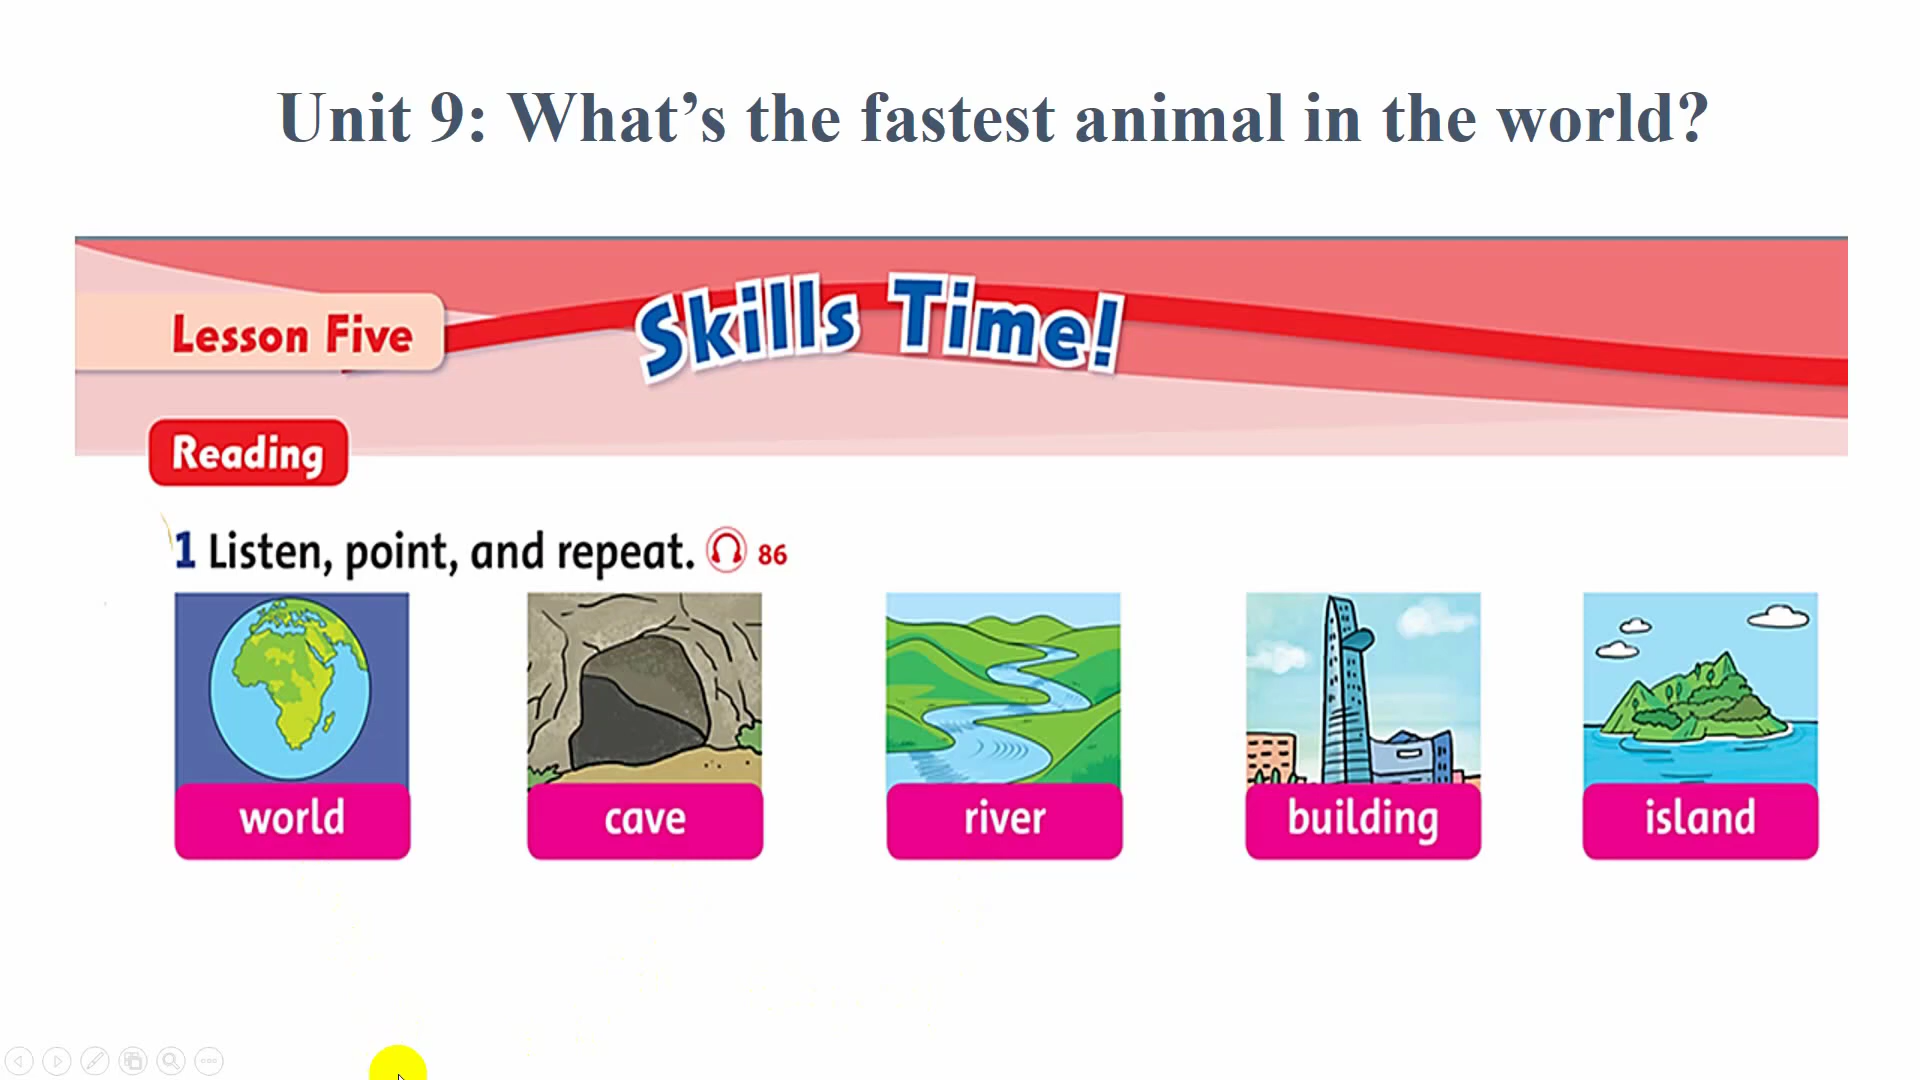 Unit 9: What’s the fastest animal in the world?
Lesson Five
Skills Time!
Reading
1 Listen, point, and repeat. 86
world
cave
river
building
island